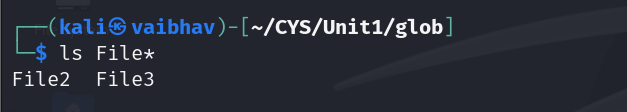 ┌──(kali㉿vaibhav)-[~/CYS/Unit1/glob]
└─$ ls File*
File2  File3